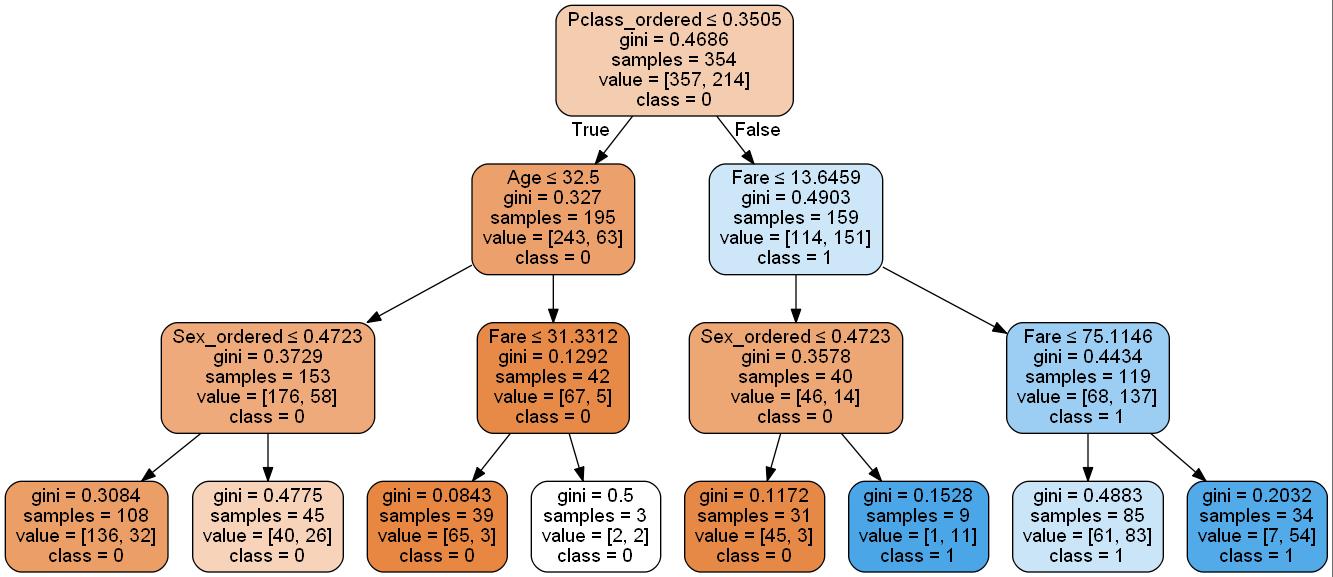 Pclass_ordered ≤ 0.3505
gini = 0.4686
samples = 354
value = [357, 214]
class = 0
True
False
Age ≤ 32.5
gini = 0.327
samples = 195
value = [243, 63]
class = 0
Fare ≤ 13.6459
gini = 0.4903
samples = 159
value = [114, 151]
class = 1
Sex_ordered ≤ 0.4723
gini = 0.3729
samples = 153
value = [176, 58]
class = 0
Fare ≤ 31.3312
gini = 0.1292
samples = 42
value = [67, 5]
class = 0
Sex_ordered ≤ 0.4723
gini = 0.3578
samples = 40
value = [46, 14]
class = 0
Fare ≤ 75.1146
gini = 0.4434
samples = 119
value = [68, 137]
class = 1
gini = 0.3084
samples = 108
value = [136, 32]
class = 0
gini = 0.4775
samples = 45
value = [40, 26]
class = 0
gini = 0.0843
samples = 39
value = [65, 3]
class = 0
gini = 0.5
samples = 3
value = [2, 2]
class = 0
gini = 0.1172
samples = 31
value = [45, 3]
class = 0
gini = 0.1528
samples = 9
value = [1, 11]
class = 1
gini = 0.4883
samples = 85
value = [61, 83]
class = 1
gini = 0.2032
samples = 34
value = [7, 54]
class = 1